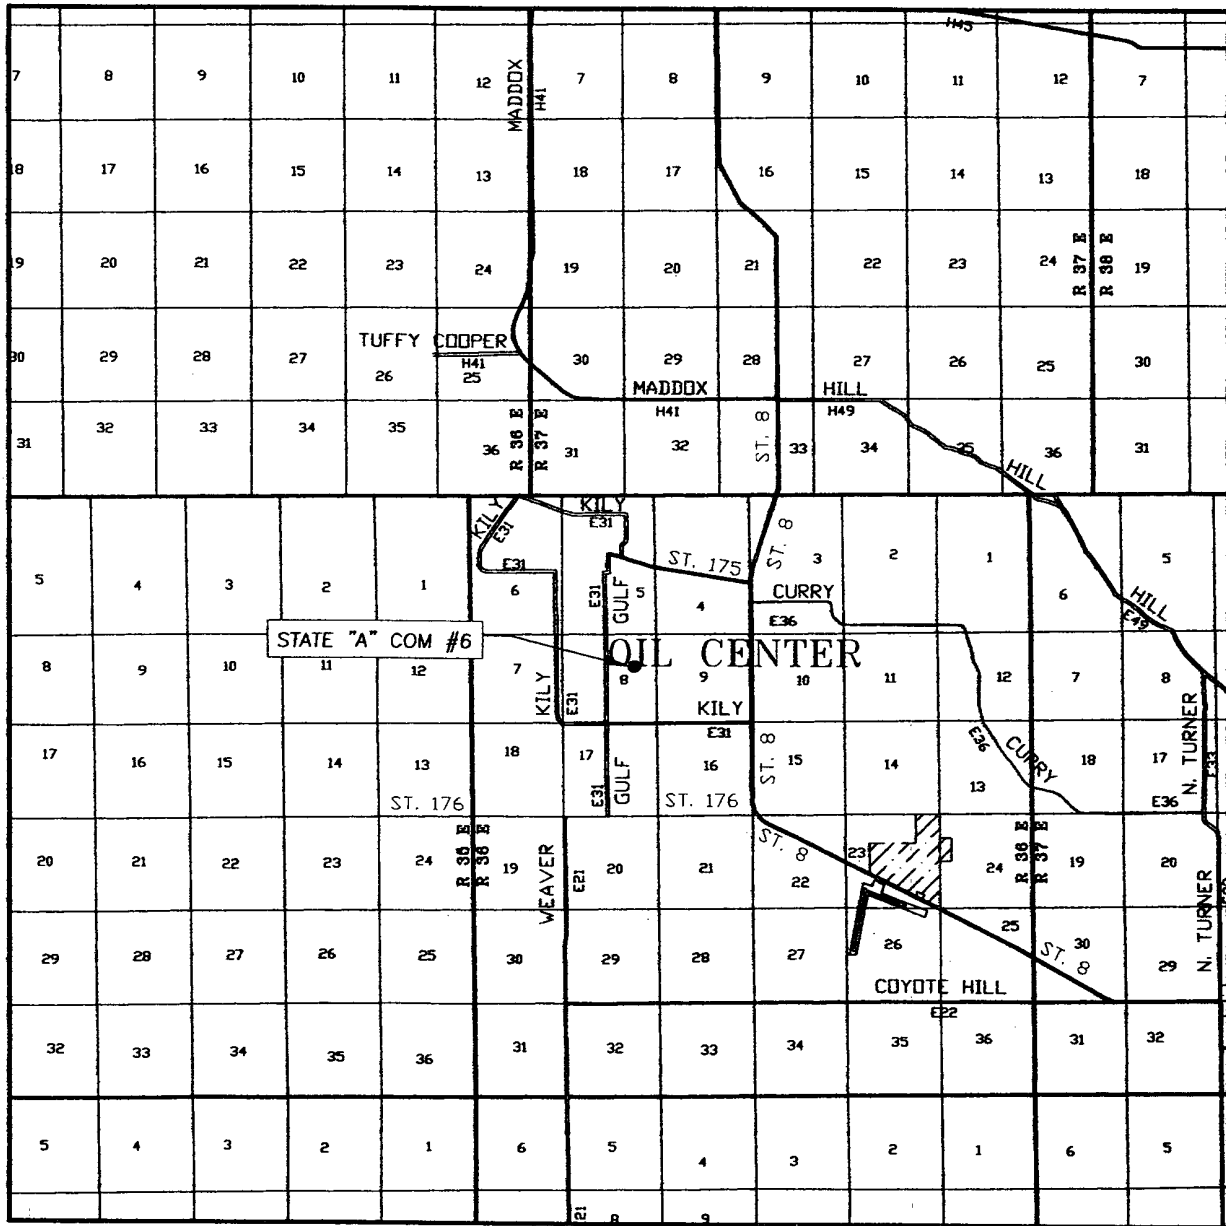 H45
7 8 9 10 11 12 MADDOX H41 7 8 9 10 11 12 7
18 17 16 15 14 13 18 17 16 15 14 13 18
19 20 21 22 23 24 19 20 21 22 23 24 R 37 E R 38 E 19
30 29 28 27 26 TUFFY COOPER H41 25 30 29 28 27 26 25 30
MADDOX HILL
H41 H49
31 32 33 34 35 36 R 36 E R 37 E 31 32 ST. 8 33 34 35 HILL 36 31
KILY E31 KILY E31
5 4 3 2 1 E31 6 E31 GULF 5 ST. 175 4 ST. 8 3 2 1 6 5
CURRY HILL
E36 E49
STATE "A" COM #6
OIL CENTER
8 9 10 11 12 7 KILY E31 8 9 10 11 12 7 8
KILY
E31
17 16 15 14 13 18 17 E31 GULF 16 ST. 8 15 14 13 E36 CURRY 18 17 N. TURNER E33
ST. 176 ST. 176 E36
20 21 22 23 24 R 35 E R 36 E 19 WEAVER E21 20 21 ST. 8 22 23 24 R 36 E R 37 E 19 20
29 28 27 26 25 30 29 28 27 26 25 ST. 8 30 29 N. TURNER
COYOTE HILL
E22
32 33 34 35 36 31 32 33 34 35 36 31 32
5 4 3 2 1 6 5 4 3 2 1 6 5
21 8 9